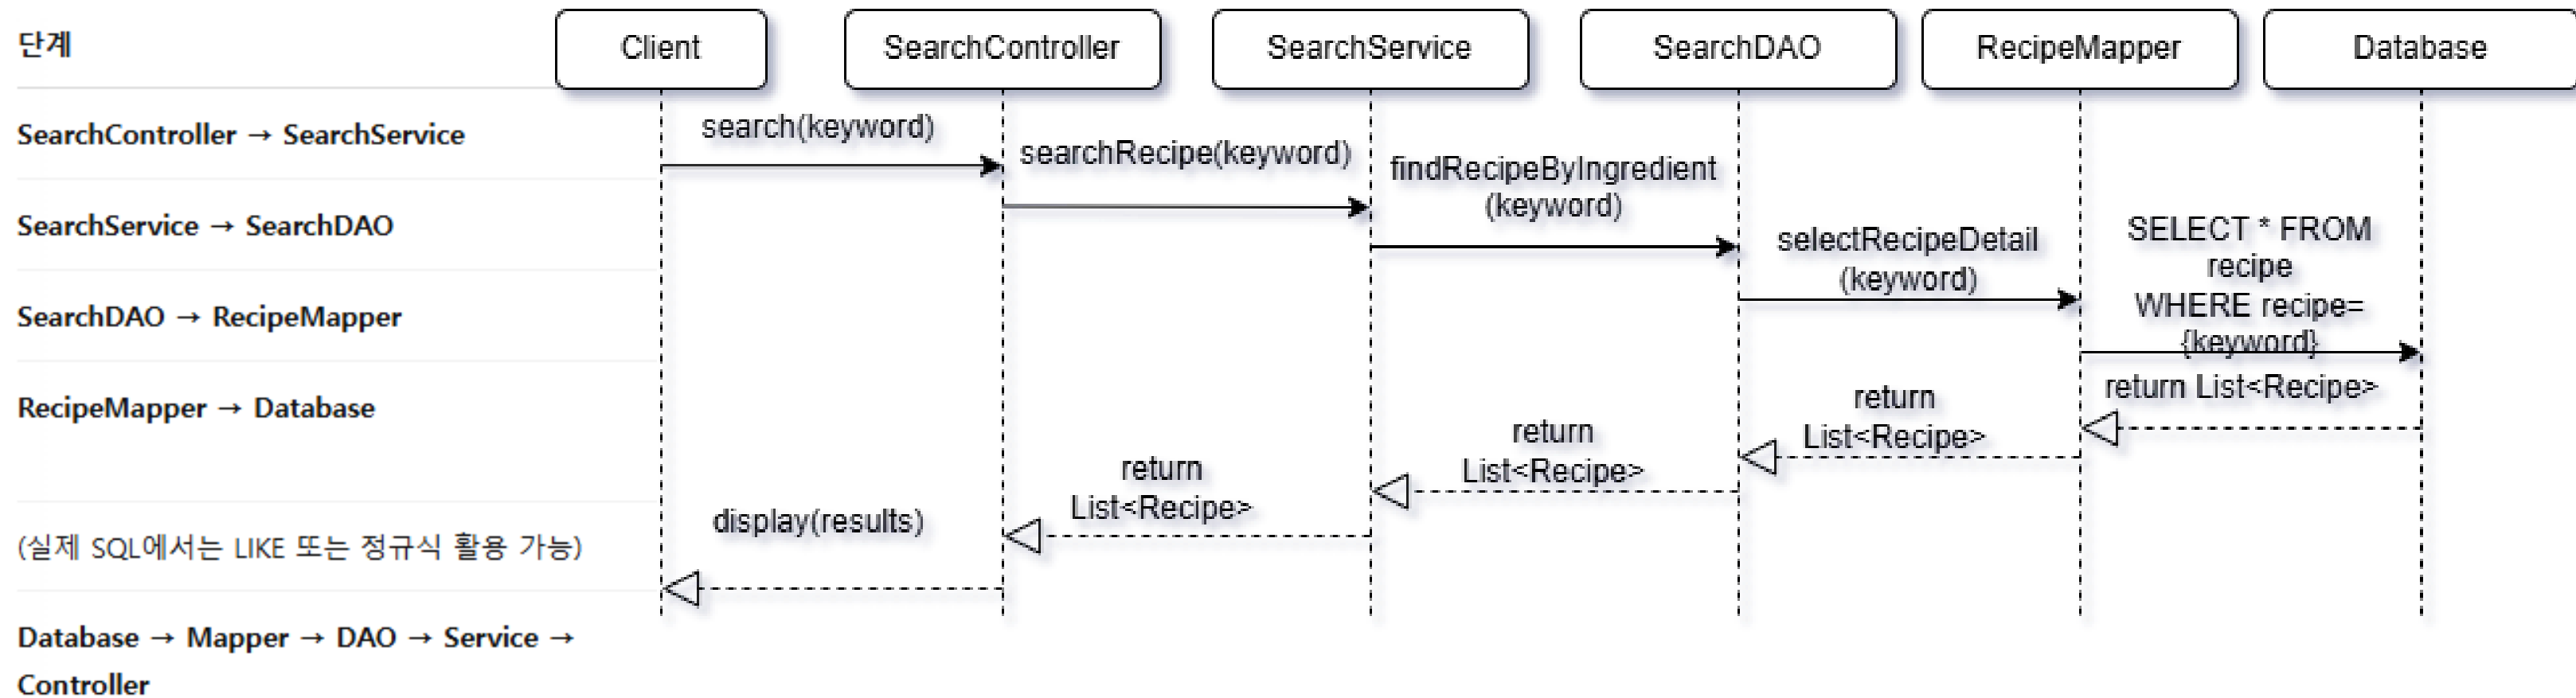 단계
SearchController → SearchService
SearchService → SearchDAO
SearchDAO → RecipeMapper
RecipeMapper → Database
(실제 SQL에서는 LIKE 또는 정규식 활용 가능)
Database → Mapper → DAO → Service →
Controller
Client
SearchController
SearchService
SearchDAO
RecipeMapper
Database
search(keyword)
searchRecipe(keyword)
findRecipeByIngredient
(keyword)
selectRecipeDetail
(keyword)
SELECT * FROM
recipe
WHERE recipe=
{keyword}
return List<Recipe>
return
List<Recipe>
return
List<Recipe>
return
List<Recipe>
display(results)